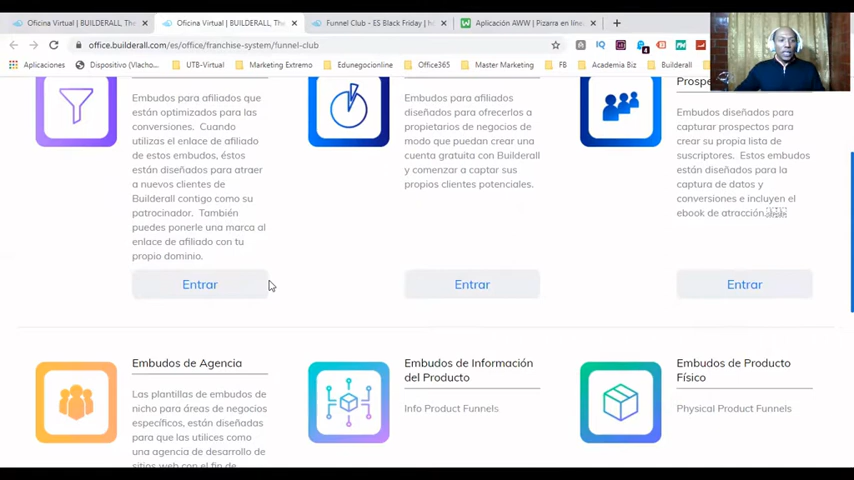 Oficina Virtual | BUILDERALL, The
Oficina Virtual | BUILDERALL, The
Funnel Club - ES Black Friday | h
Aplicación AWW | Pizarra en líne
office.builderall.com/es/office/franchise-system/funnel-club
Aplicaciones
Dispositivo (Vlacho...
UTB-Virtual
Marketing Extremo
Edunegocionline
Office365
Master Marketing
FB
Academia Biz
Builderall
Embudos para afiliados que
están optimizados para las
conversiones. Cuando
utilizas el enlace de afiliado
de estos embudos, éstos
están diseñados para atraer
a nuevos clientes de
Builderall contigo como su
patrocinador. También
puedes ponerle una marca al
enlace de afiliado con tu
propio dominio.
Entrar
Embudos para afiliados
diseñados para ofrecerlos a
propietarios de negocios de
modo que puedan crear una
cuenta gratuita con Builderall
y comenzar a captar sus
propios clientes potenciales.
Entrar
Prospe
Embudos diseñados para
capturar prospectos para
crear su propia lista de
suscriptores. Estos embudos
están diseñados para la
captura de datos y
conversiones e incluyen el
ebook de atracción.
Entrar
Embudos de Agencia
Las plantillas de embudos de
nicho para áreas de negocios
específicos, están diseñadas
para que las utilices como
una agencia de desarrollo de
sitios web con el fin de
Embudos de Información
del Producto
Info Product Funnels
Embudos de Producto
Físico
Physical Product Funnels